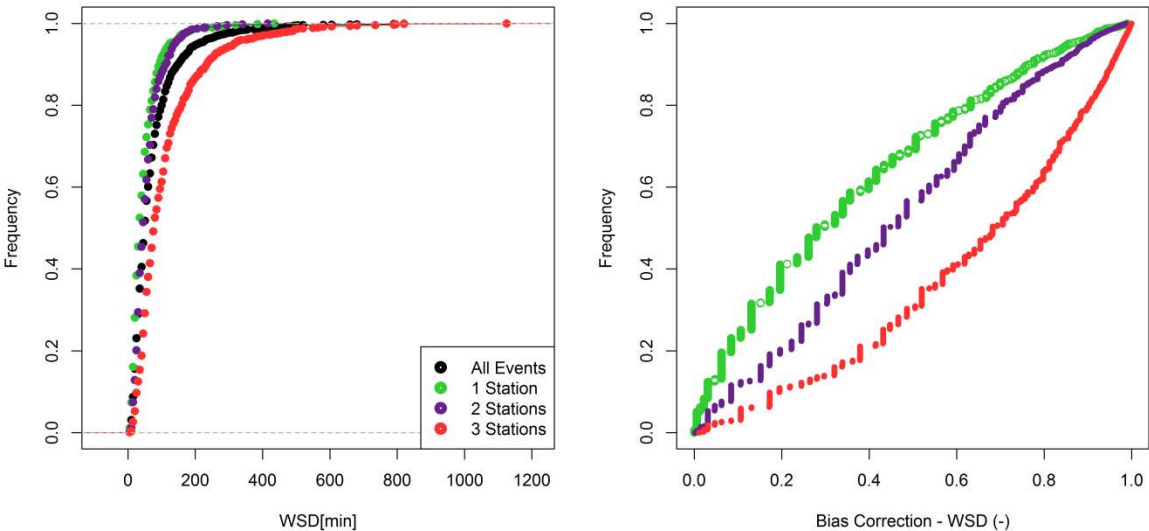 1.0
0.8
0.6
0.4
0.2
0.0
Frequency
0 200 400 600 800 1000 1200
WSD[min]
All Events
1 Station
2 Stations
3 Stations
1.0
0.8
0.6
0.4
0.2
0.0
Frequency
0.0 0.2 0.4 0.6 0.8 1.0
Bias Correction - WSD (-)